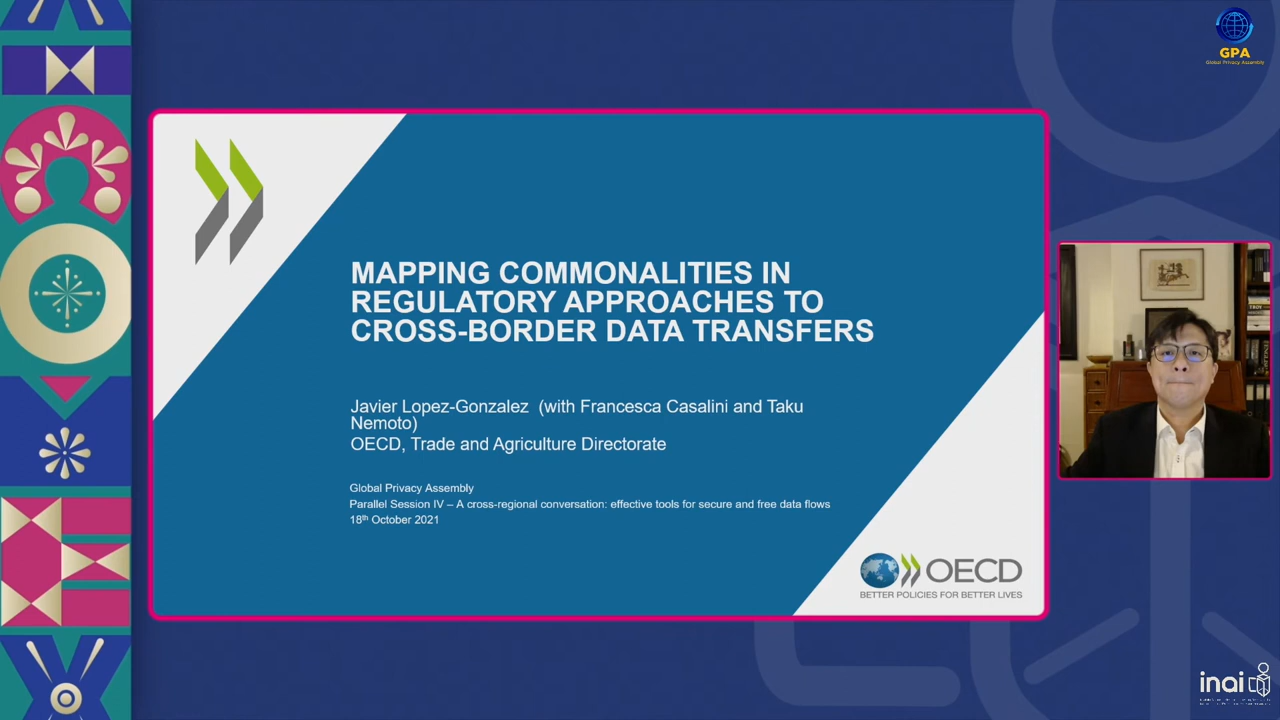 GPA
Global Privacy Assembly
MAPPING COMMONALITIES IN
REGULATORY APPROACHES TO
CROSS-BORDER DATA TRANSFERS
Javier Lopez-Gonzalez (with Francesca Casalini and Taku
Nemoto)
OECD, Trade and Agriculture Directorate
Global Privacy Assembly
Parallel Session IV – A cross-regional conversation: effective tools for secure and free data flows
18th October 2021
OECD
BETTER POLICIES FOR BETTER LIVES
TROY
inai